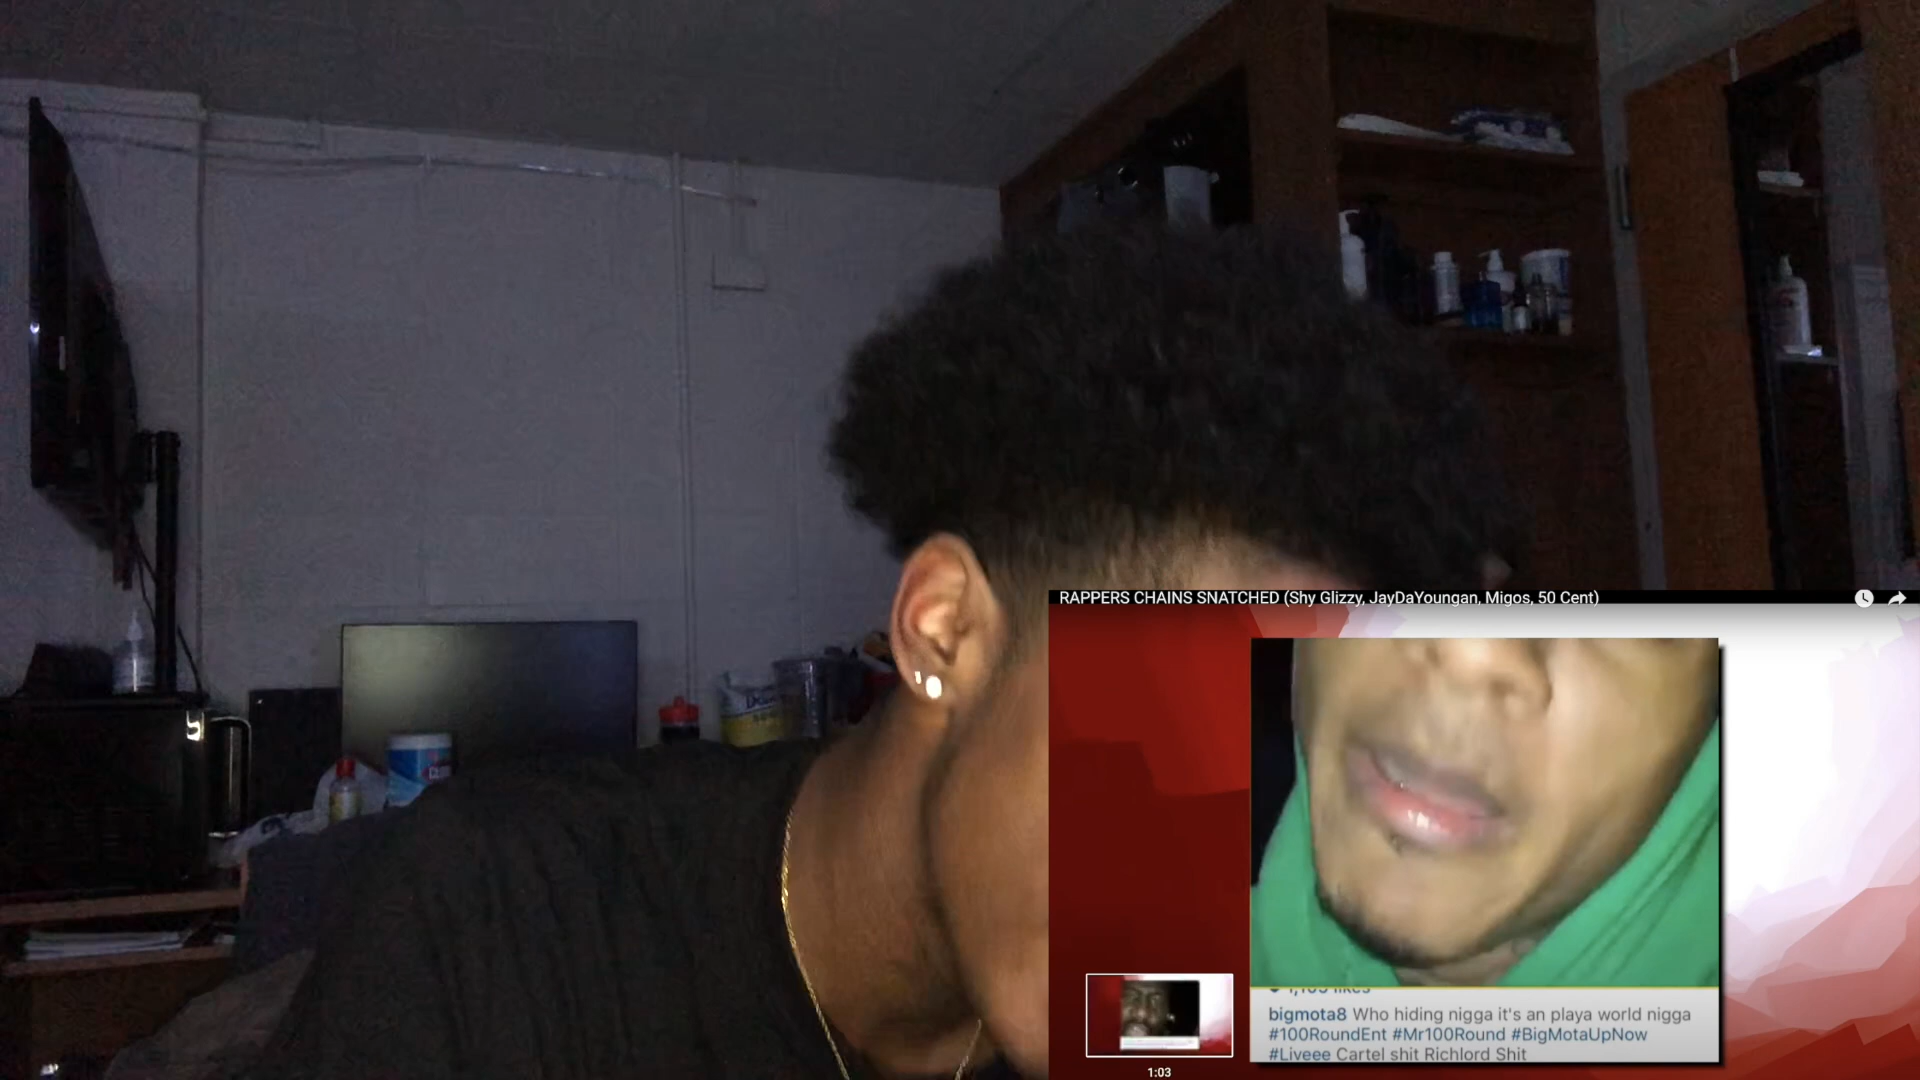 RAPPERS CHAINS SNATCHED (Shy Glizzy, JayDaYoungan, Migos, 50 Cent)
bigmota8 Who hiding nigga it's an playa world nigga
#100RoundEnt #Mr100Round #BigMotaUpNow
#Liveee Cartel shit Richlord Shit
1:03